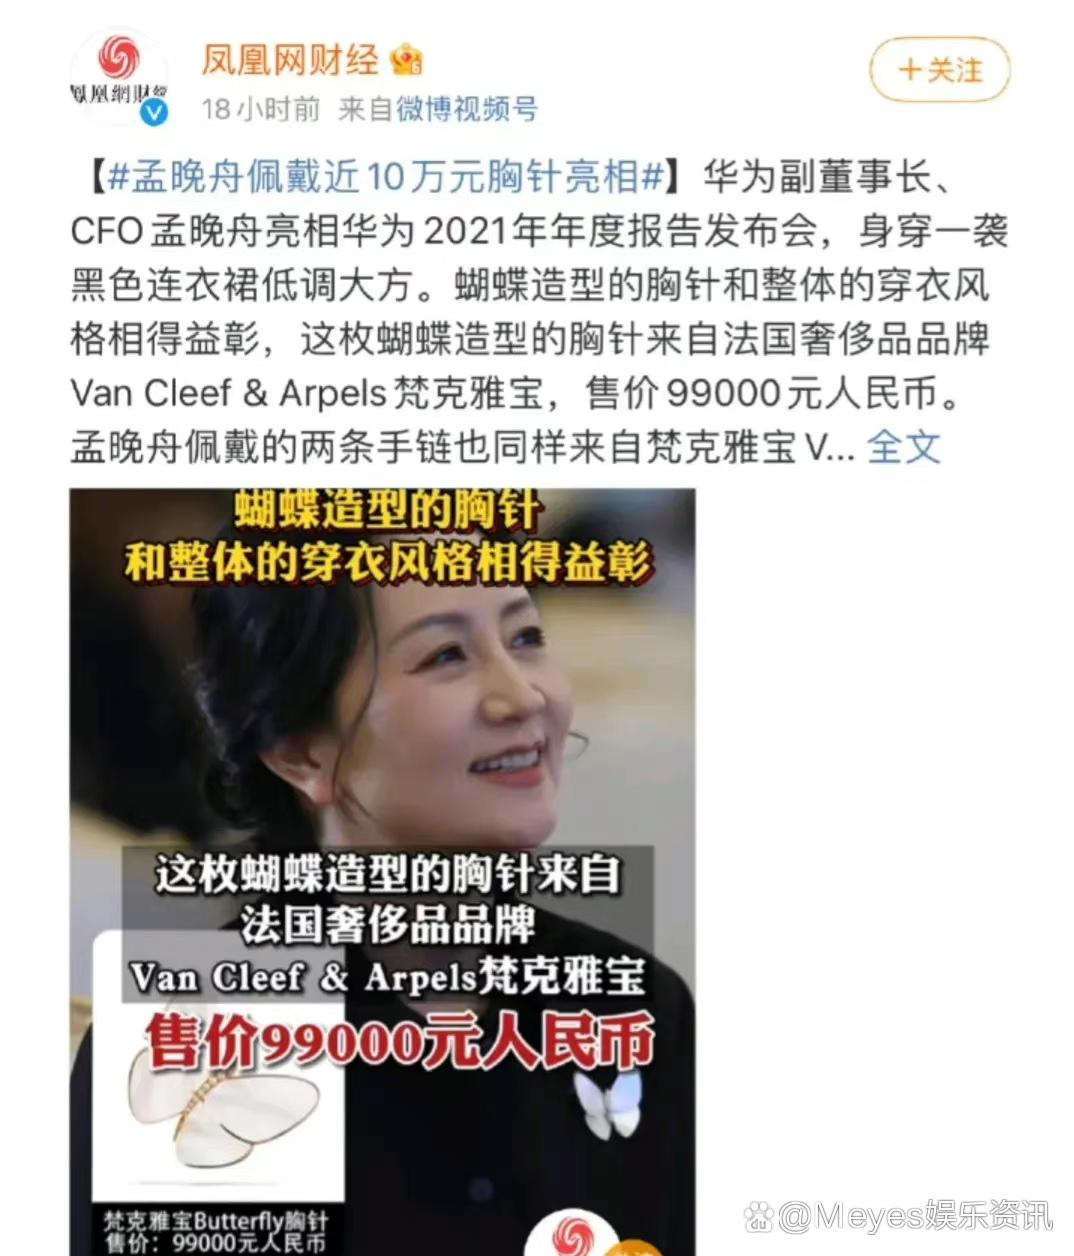 凤凰网财经
鳳凰網財經
18小时前 来自微博视频号
+关注
【#孟晚舟佩戴近10万元胸针亮相#】华为副董事长、
CFO孟晚舟亮相华为2021年年度报告发布会，身穿一袭
黑色连衣裙低调大方。蝴蝶造型的胸针和整体的穿衣风
格相得益彰，这枚蝴蝶造型的胸针来自法国奢侈品品牌
Van Cleef & Arpels梵克雅宝，售价99000元人民币。
孟晚舟佩戴的两条手链也同样来自梵克雅宝V... 全文
蝴蝶造型的胸针
和整体的穿衣风格相得益彰
这枚蝴蝶造型的胸针来自
法国奢侈品品牌
Van Cleef & Arpels梵克雅宝
售价99000元人民币
梵克雅宝Butterfly胸针
售价：99000元人民币
@Meyes娱乐资讯